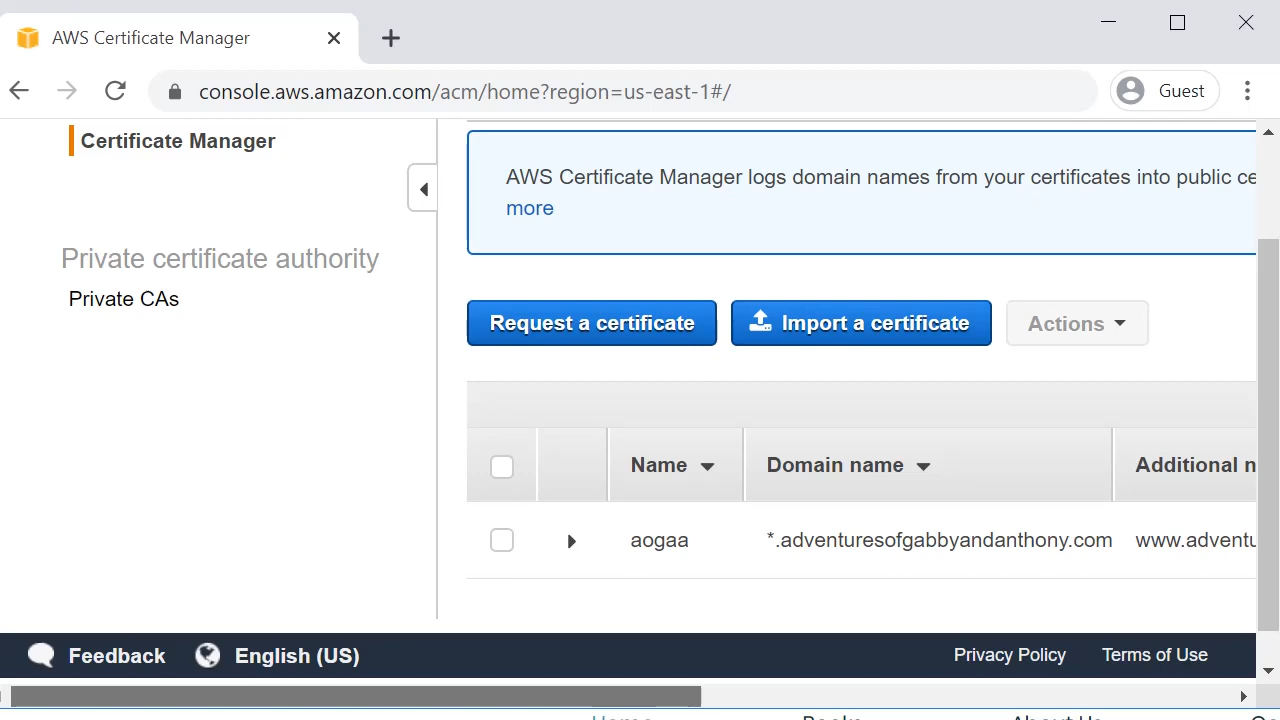 AWS Certificate Manager
console.aws.amazon.com/acm/home?region=us-east-1#/
Guest
Certificate Manager
Private certificate authority
Private CAs
AWS Certificate Manager logs domain names from your certificates into public ce
more
Request a certificate
Import a certificate
Actions
Name
Domain name
Additional n
aogaa
*.adventuresofgabbyandanthony.com
www.adventu
Feedback
English (US)
Privacy Policy
Terms of Use